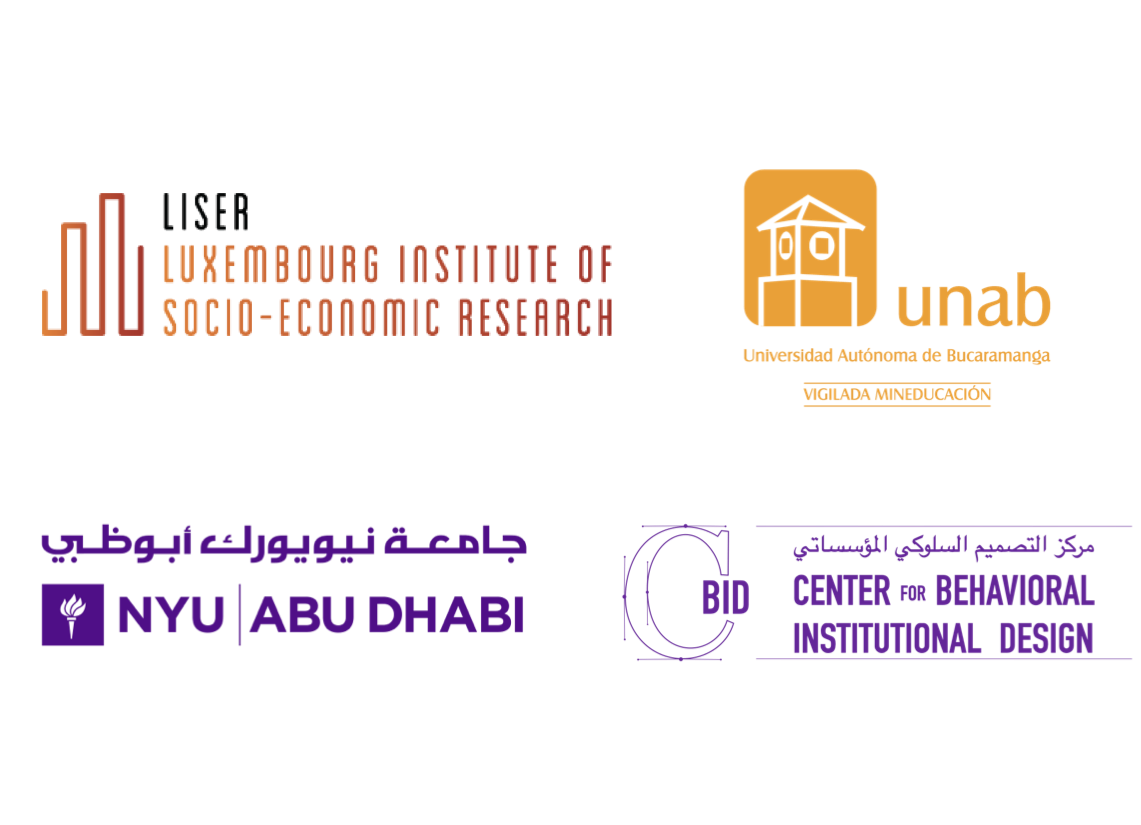 LISER
LUXEMBOURG INSTITUTE OF
SOCIO-ECONOMIC RESEARCH
unab
Universidad Autónoma de Bucaramanga
VIGILADA MINEDUCACIÓN
جامعة نيويورك أبوظبي
NYU | ABU DHABI
C BID
مركز التصميم السلوكي المؤسساتي
CENTER FOR BEHAVIORAL
INSTITUTIONAL DESIGN